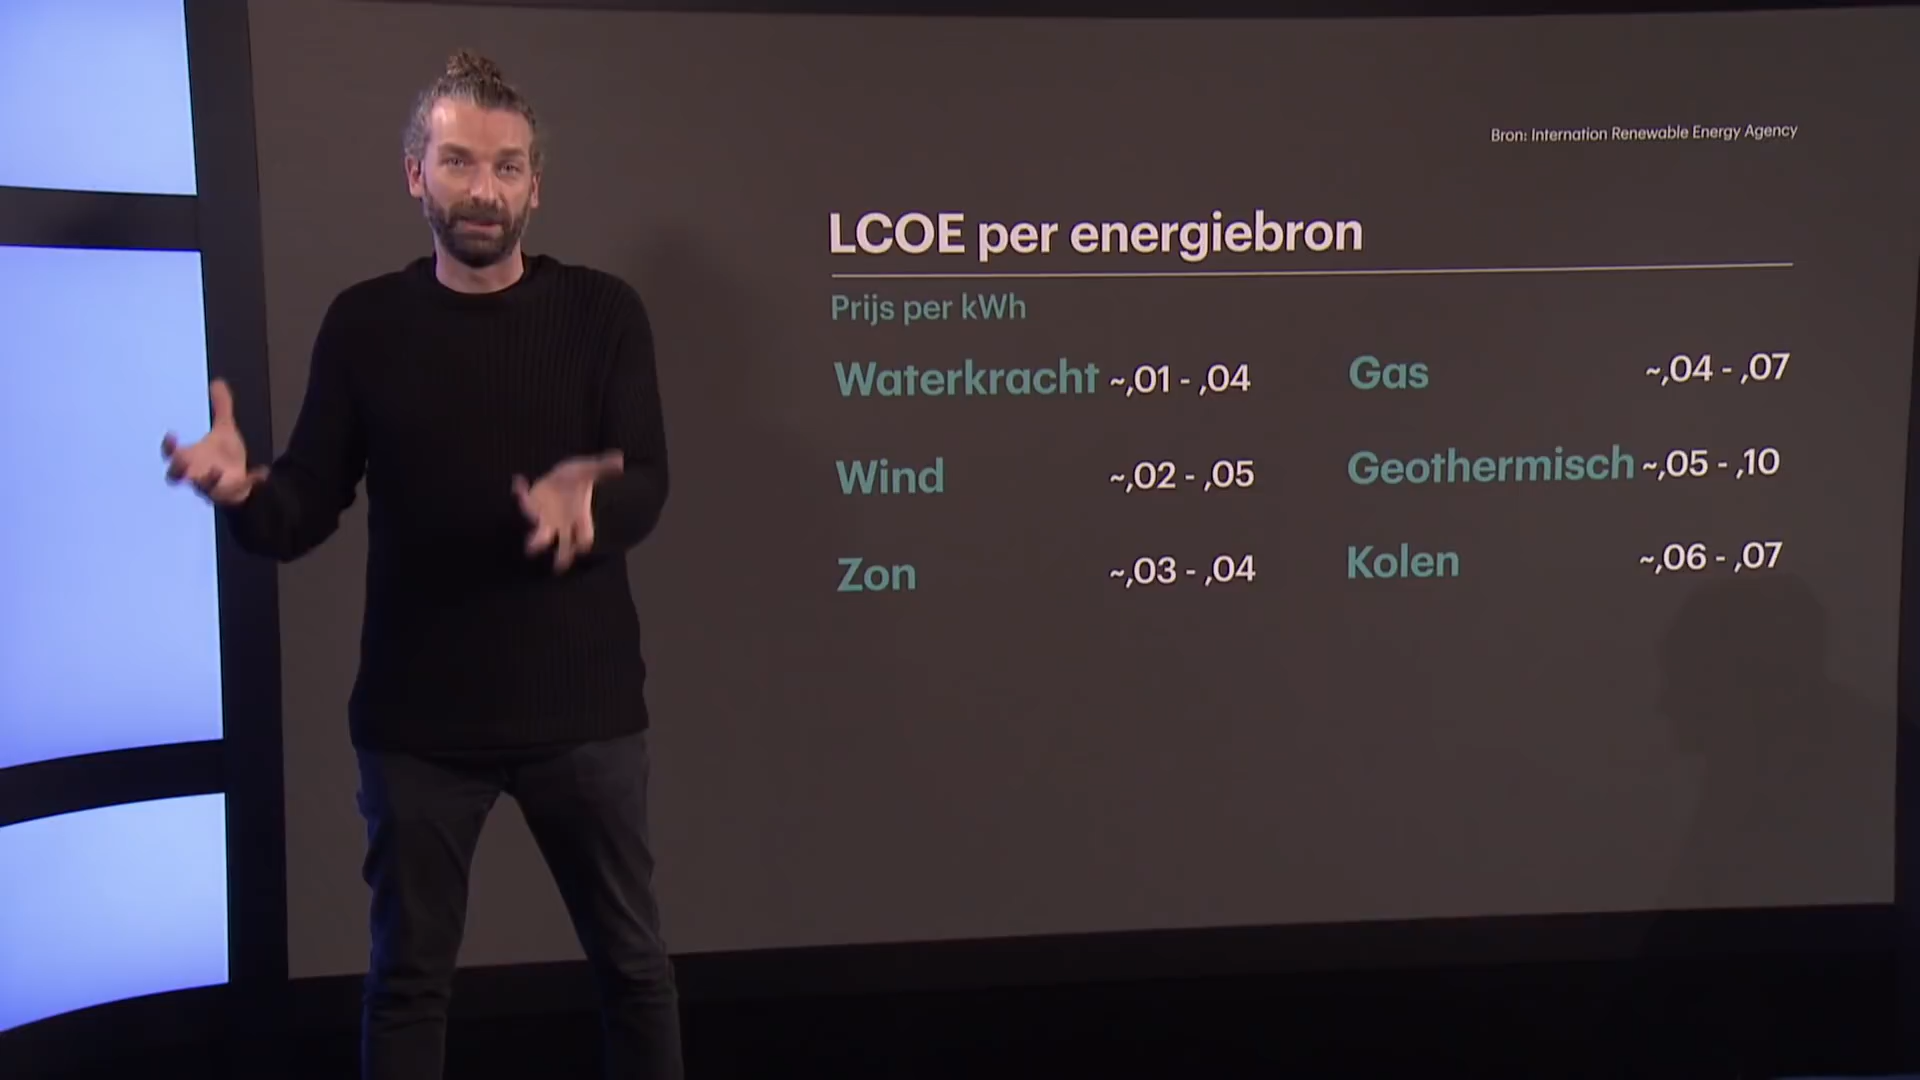 Bron: Internation Renewable Energy Agency
LCOE per energiebron
Prijs per kWh
Waterkracht ~,01 - ,04
Wind ~,02 - ,05
Zon ~,03 - ,04
Gas ~,04 - ,07
Geothermisch ~,05 - ,10
Kolen ~,06 - ,07